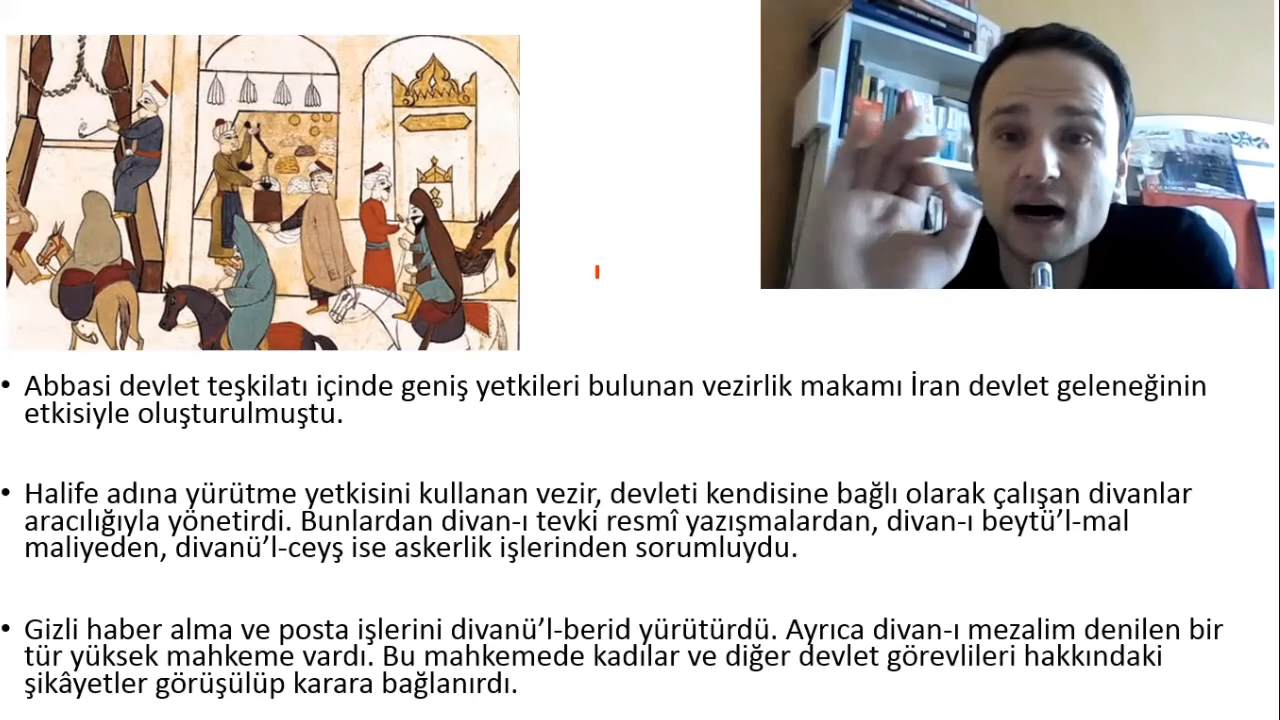 • Abbasi devlet teşkilatı içinde geniş yetkileri bulunan vezirlik makamı İran devlet geleneğinin
etkisiyle oluşturulmuştu.
• Halife adına yürütme yetkisini kullanan vezir, devleti kendisine bağlı olarak çalışan divanlar
aracılığıyla yönetirdi. Bunlardan divan-ı tevki resmî yazışmalardan, divan-ı beytü’l-mal
maliyeden, divanü’l-ceyş ise askerlik işlerinden sorumluydu.
• Gizli haber alma ve posta işlerini divanü’l-berid yürütürdü. Ayrıca divan-ı mezalim denilen bir
tür yüksek mahkeme vardı. Bu mahkemede kadılar ve diğer devlet görevlileri hakkındaki
şikâyetler görüşülüp karara bağlanırdı.